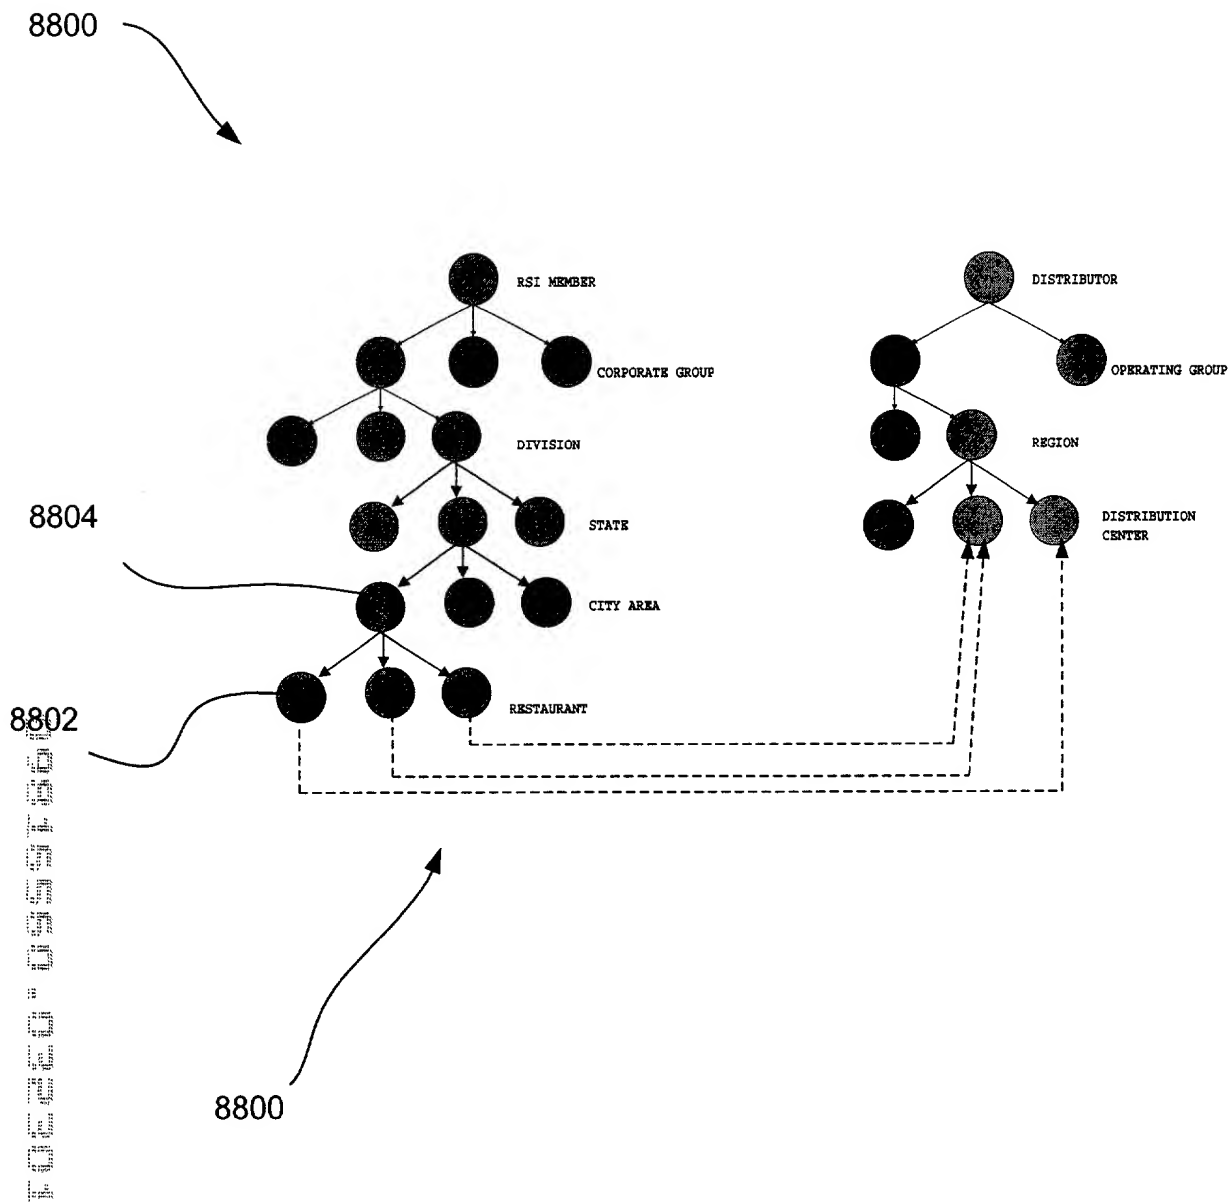 8800
RSI MEMBER
DISTRIBUTOR
CORPORATE GROUP
OPERATING GROUP
DIVISION
REGION
8804
STATE
DISTRIBUTION
CENTER
CITY AREA
8802
RESTAURANT
8800